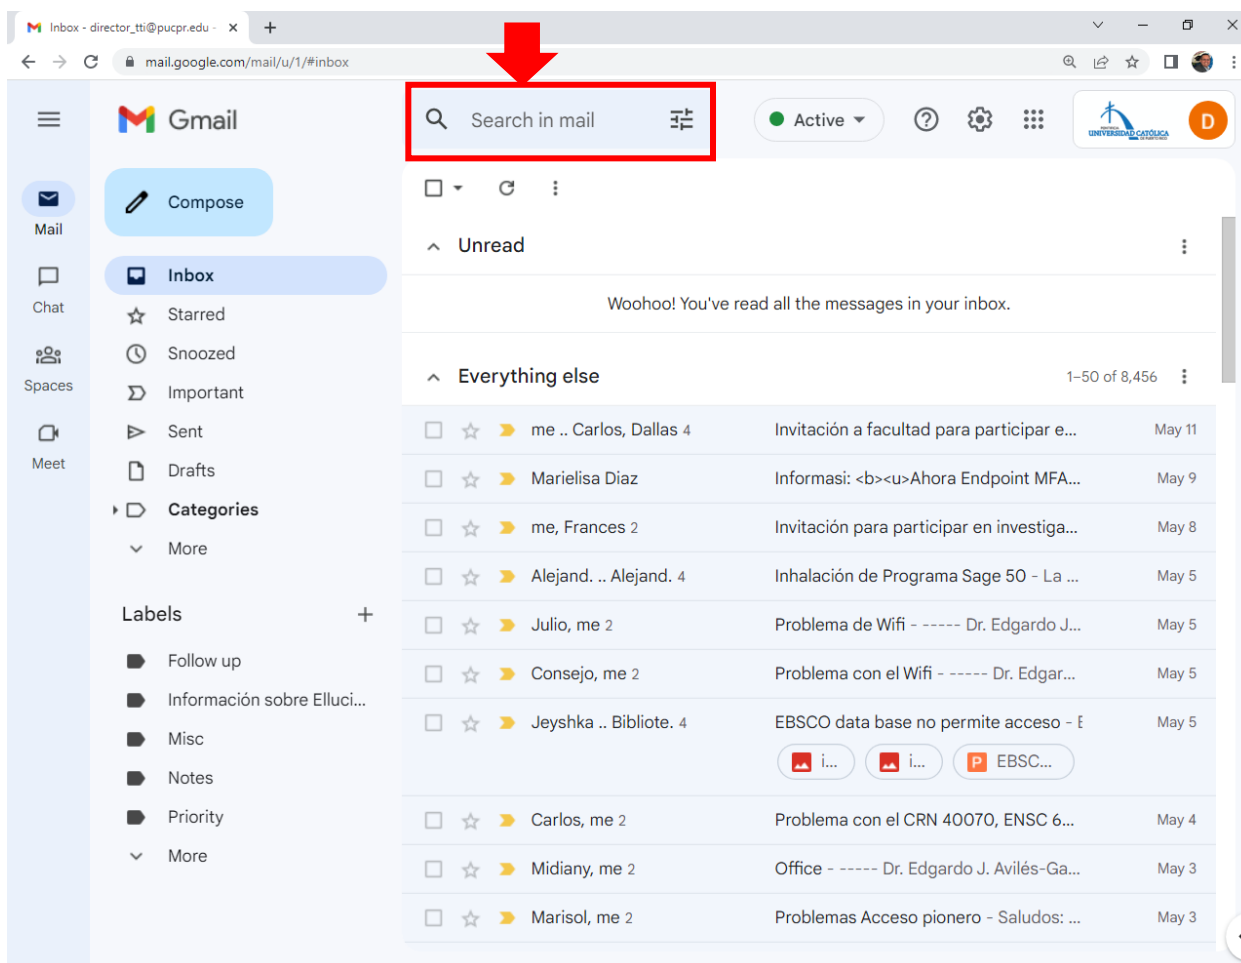 Inbox - director_tti@pucpr.edu -
mail.google.com/mail/u/1/#inbox
Gmail
Search in mail
Active
UNIVERSIDAD CATÓLICA
D
Compose
Mail
Unread
Inbox
Chat
Woohoo! You've read all the messages in your inbox.
Starred
Snoozed
Spaces
Everything else
1–50 of 8,456
Important
Sent
me .. Carlos, Dallas 4 Invitación a facultad para participar e... May 11
Meet
Drafts
Marielisa Diaz Informasi: <b><u>Ahora Endpoint MFA... May 9
Categories
me, Frances 2 Invitación para participar en investiga... May 8
More
Alejand. .. Alejand. 4 Inhalación de Programa Sage 50 - La ... May 5
Labels
Julio, me 2 Problema de Wifi - ----- Dr. Edgardo J... May 5
Follow up
Consejo, me 2 Problema con el Wifi - ----- Dr. Edgar... May 5
Información sobre Elluci...
Jeyshka .. Bibliote. 4 EBSCO data base no permite acceso - E May 5
Misc
i... i... P EBSC...
Notes
Priority
Carlos, me 2 Problema con el CRN 40070, ENSC 6... May 4
More
Midiany, me 2 Office - ----- Dr. Edgardo J. Avilés-Ga... May 3
Marisol, me 2 Problemas Acceso pionero - Saludos: ... May 3